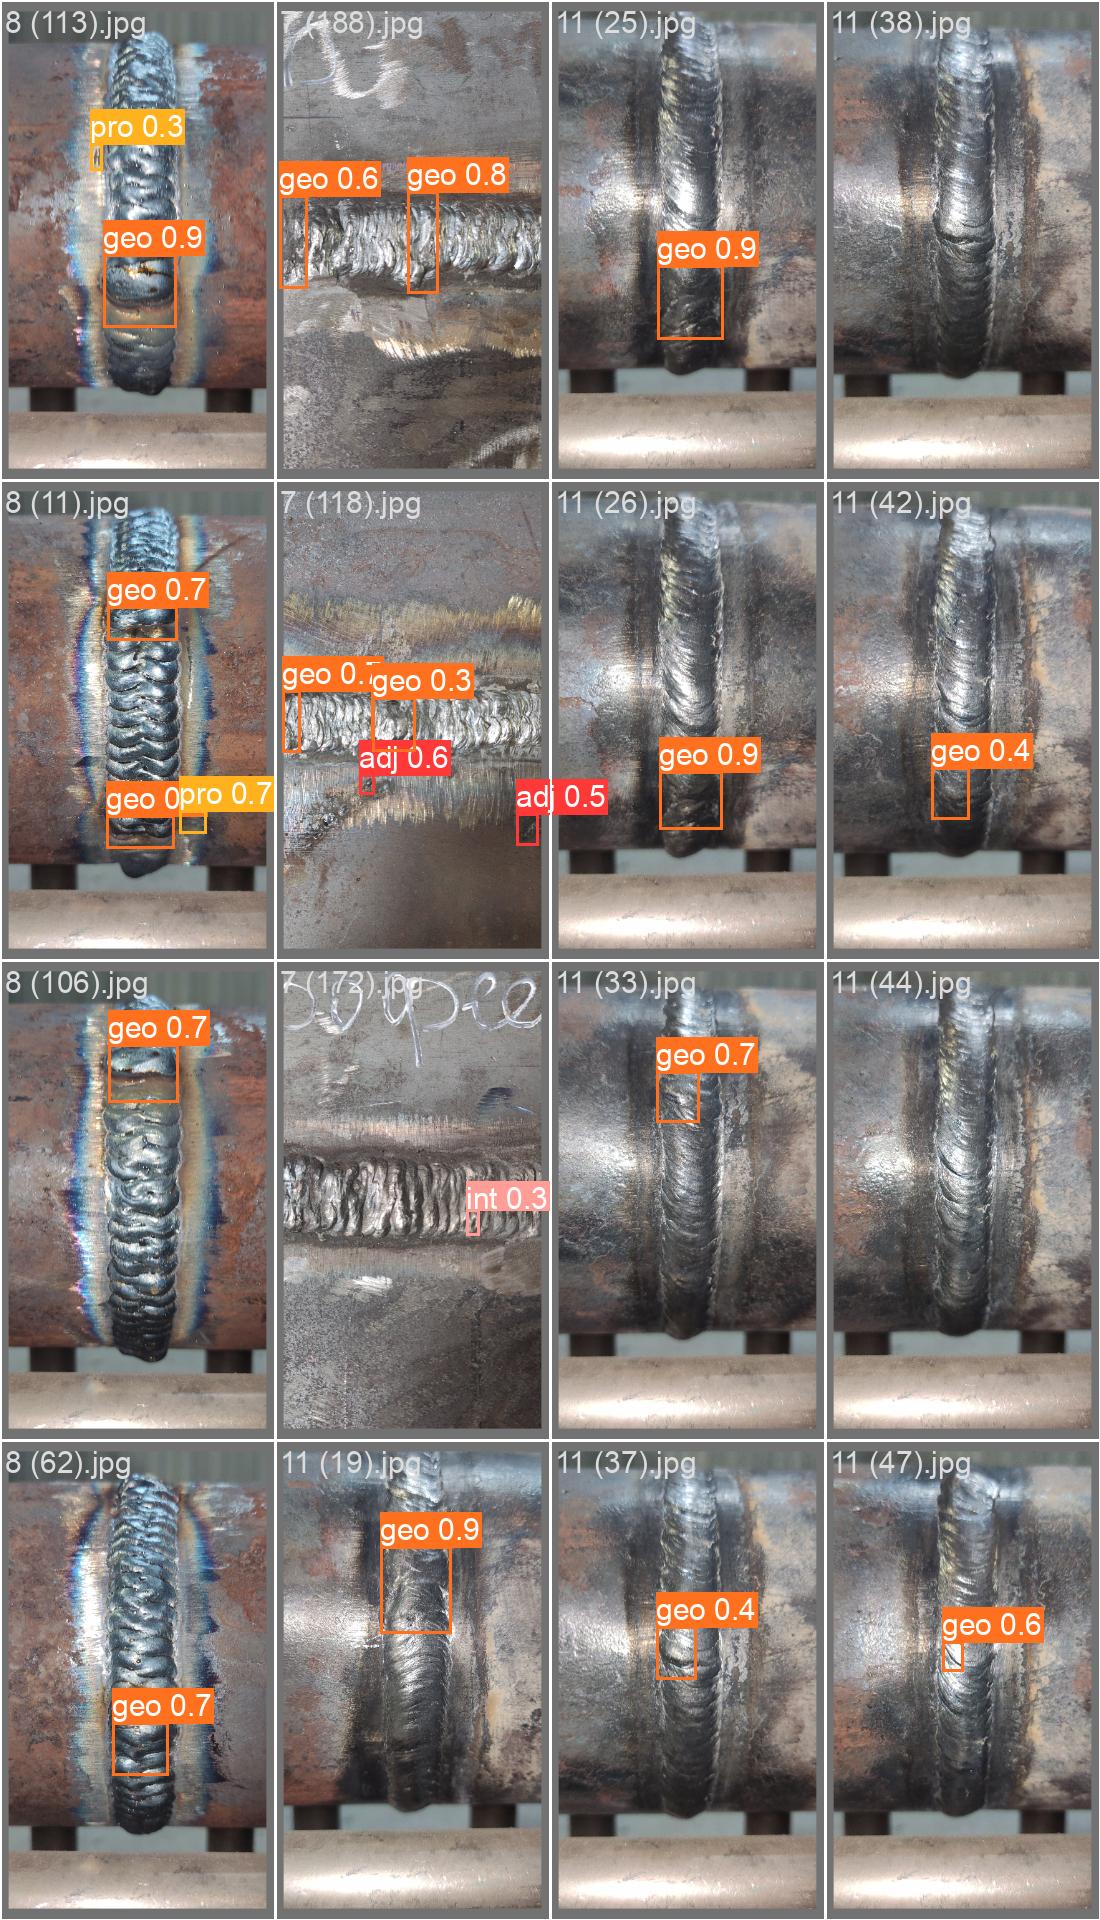 8 (113).jpg
pro 0.3
geo 0.9
7 (188).jpg
geo 0.6
geo 0.8
11 (25).jpg
geo 0.9
11 (38).jpg
8 (11).jpg
geo 0.7
geo 0
pro 0.7
7 (118).jpg
geo 0.7
geo 0.3
adj 0.6
adj 0.5
11 (26).jpg
geo 0.9
11 (42).jpg
geo 0.4
8 (106).jpg
geo 0.7
7 (172).jpg
int 0.3
11 (33).jpg
geo 0.7
11 (44).jpg
8 (62).jpg
geo 0.7
11 (19).jpg
geo 0.9
11 (37).jpg
geo 0.4
11 (47).jpg
geo 0.6